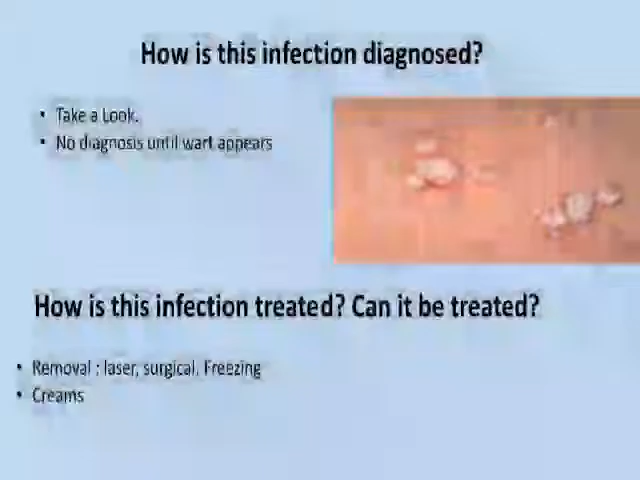 How is this infection diagnosed?
• Take a Look.
• No diagnosis until wart appears
How is this infection treated? Can it be treated?
• Removal : laser, surgical, Freezing
• Creams